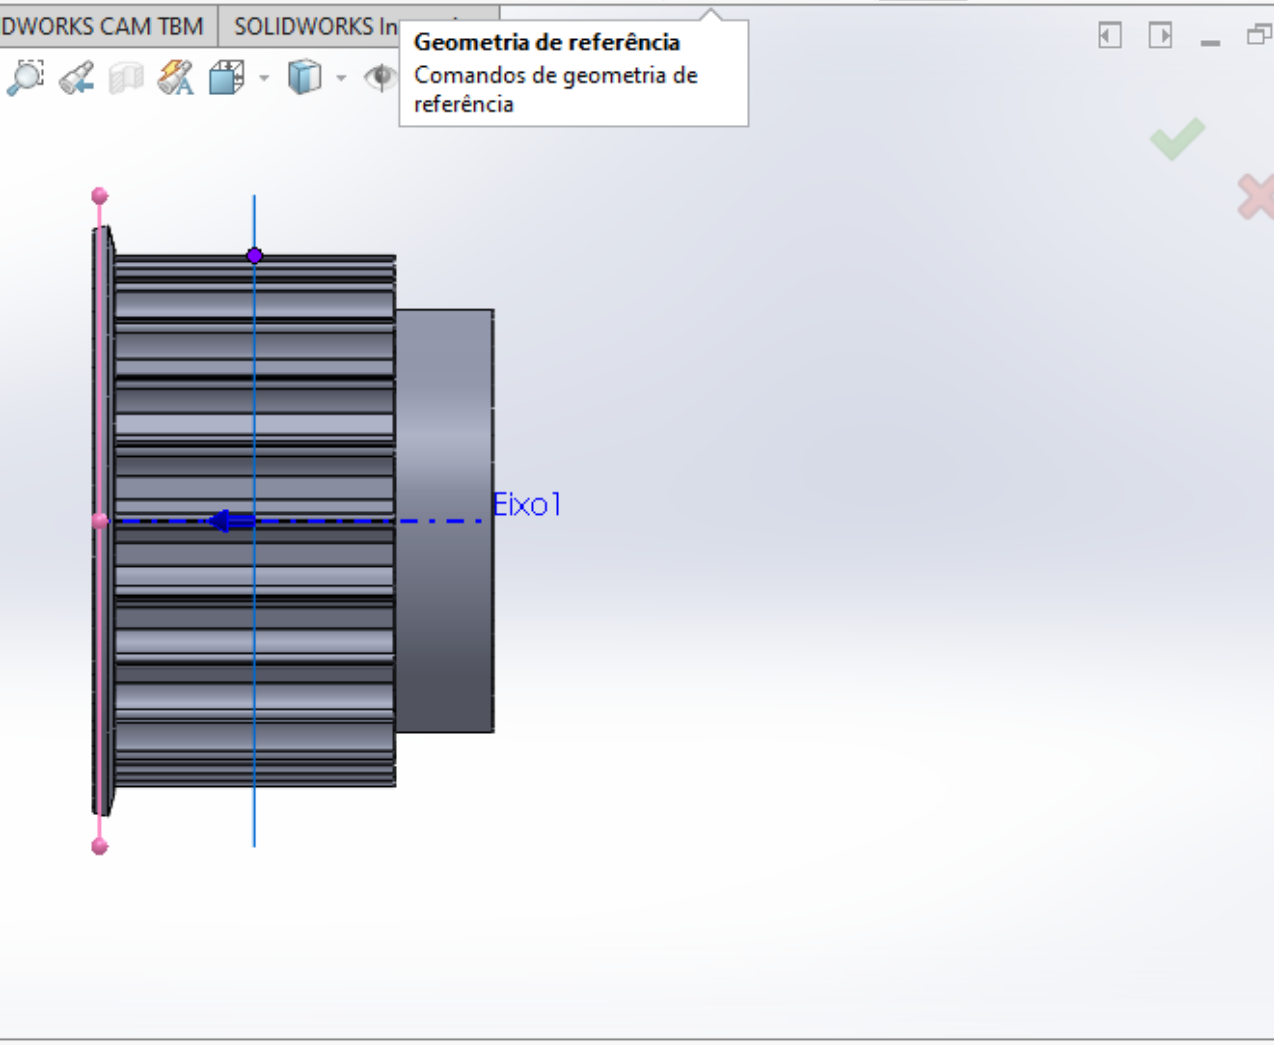 DWORKS CAM TBM
SOLIDWORKS In
Geometria de referência
Comandos de geometria de
referência
Eixo1